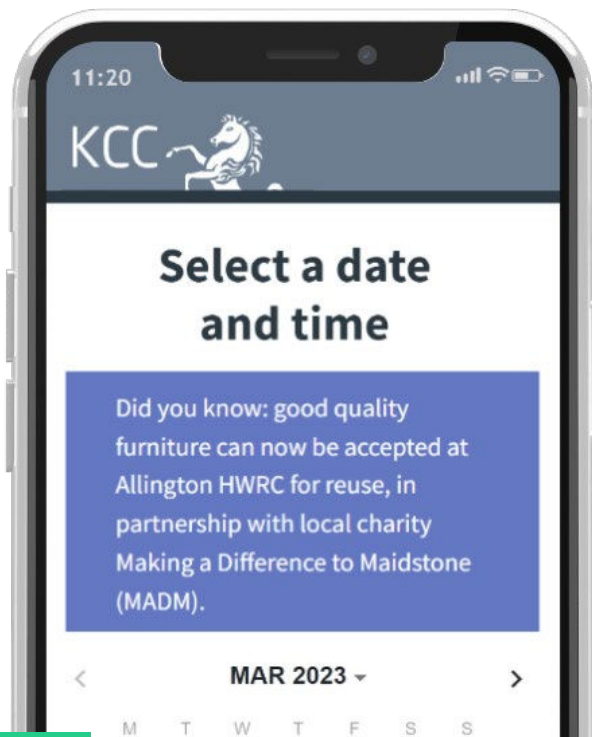 11:20
KCC
Select a date
and time
Did you know: good quality
furniture can now be accepted at
Allington HWRC for reuse, in
partnership with local charity
Making a Difference to Maidstone
(MADM).
MAR 2023
M T W T F S S